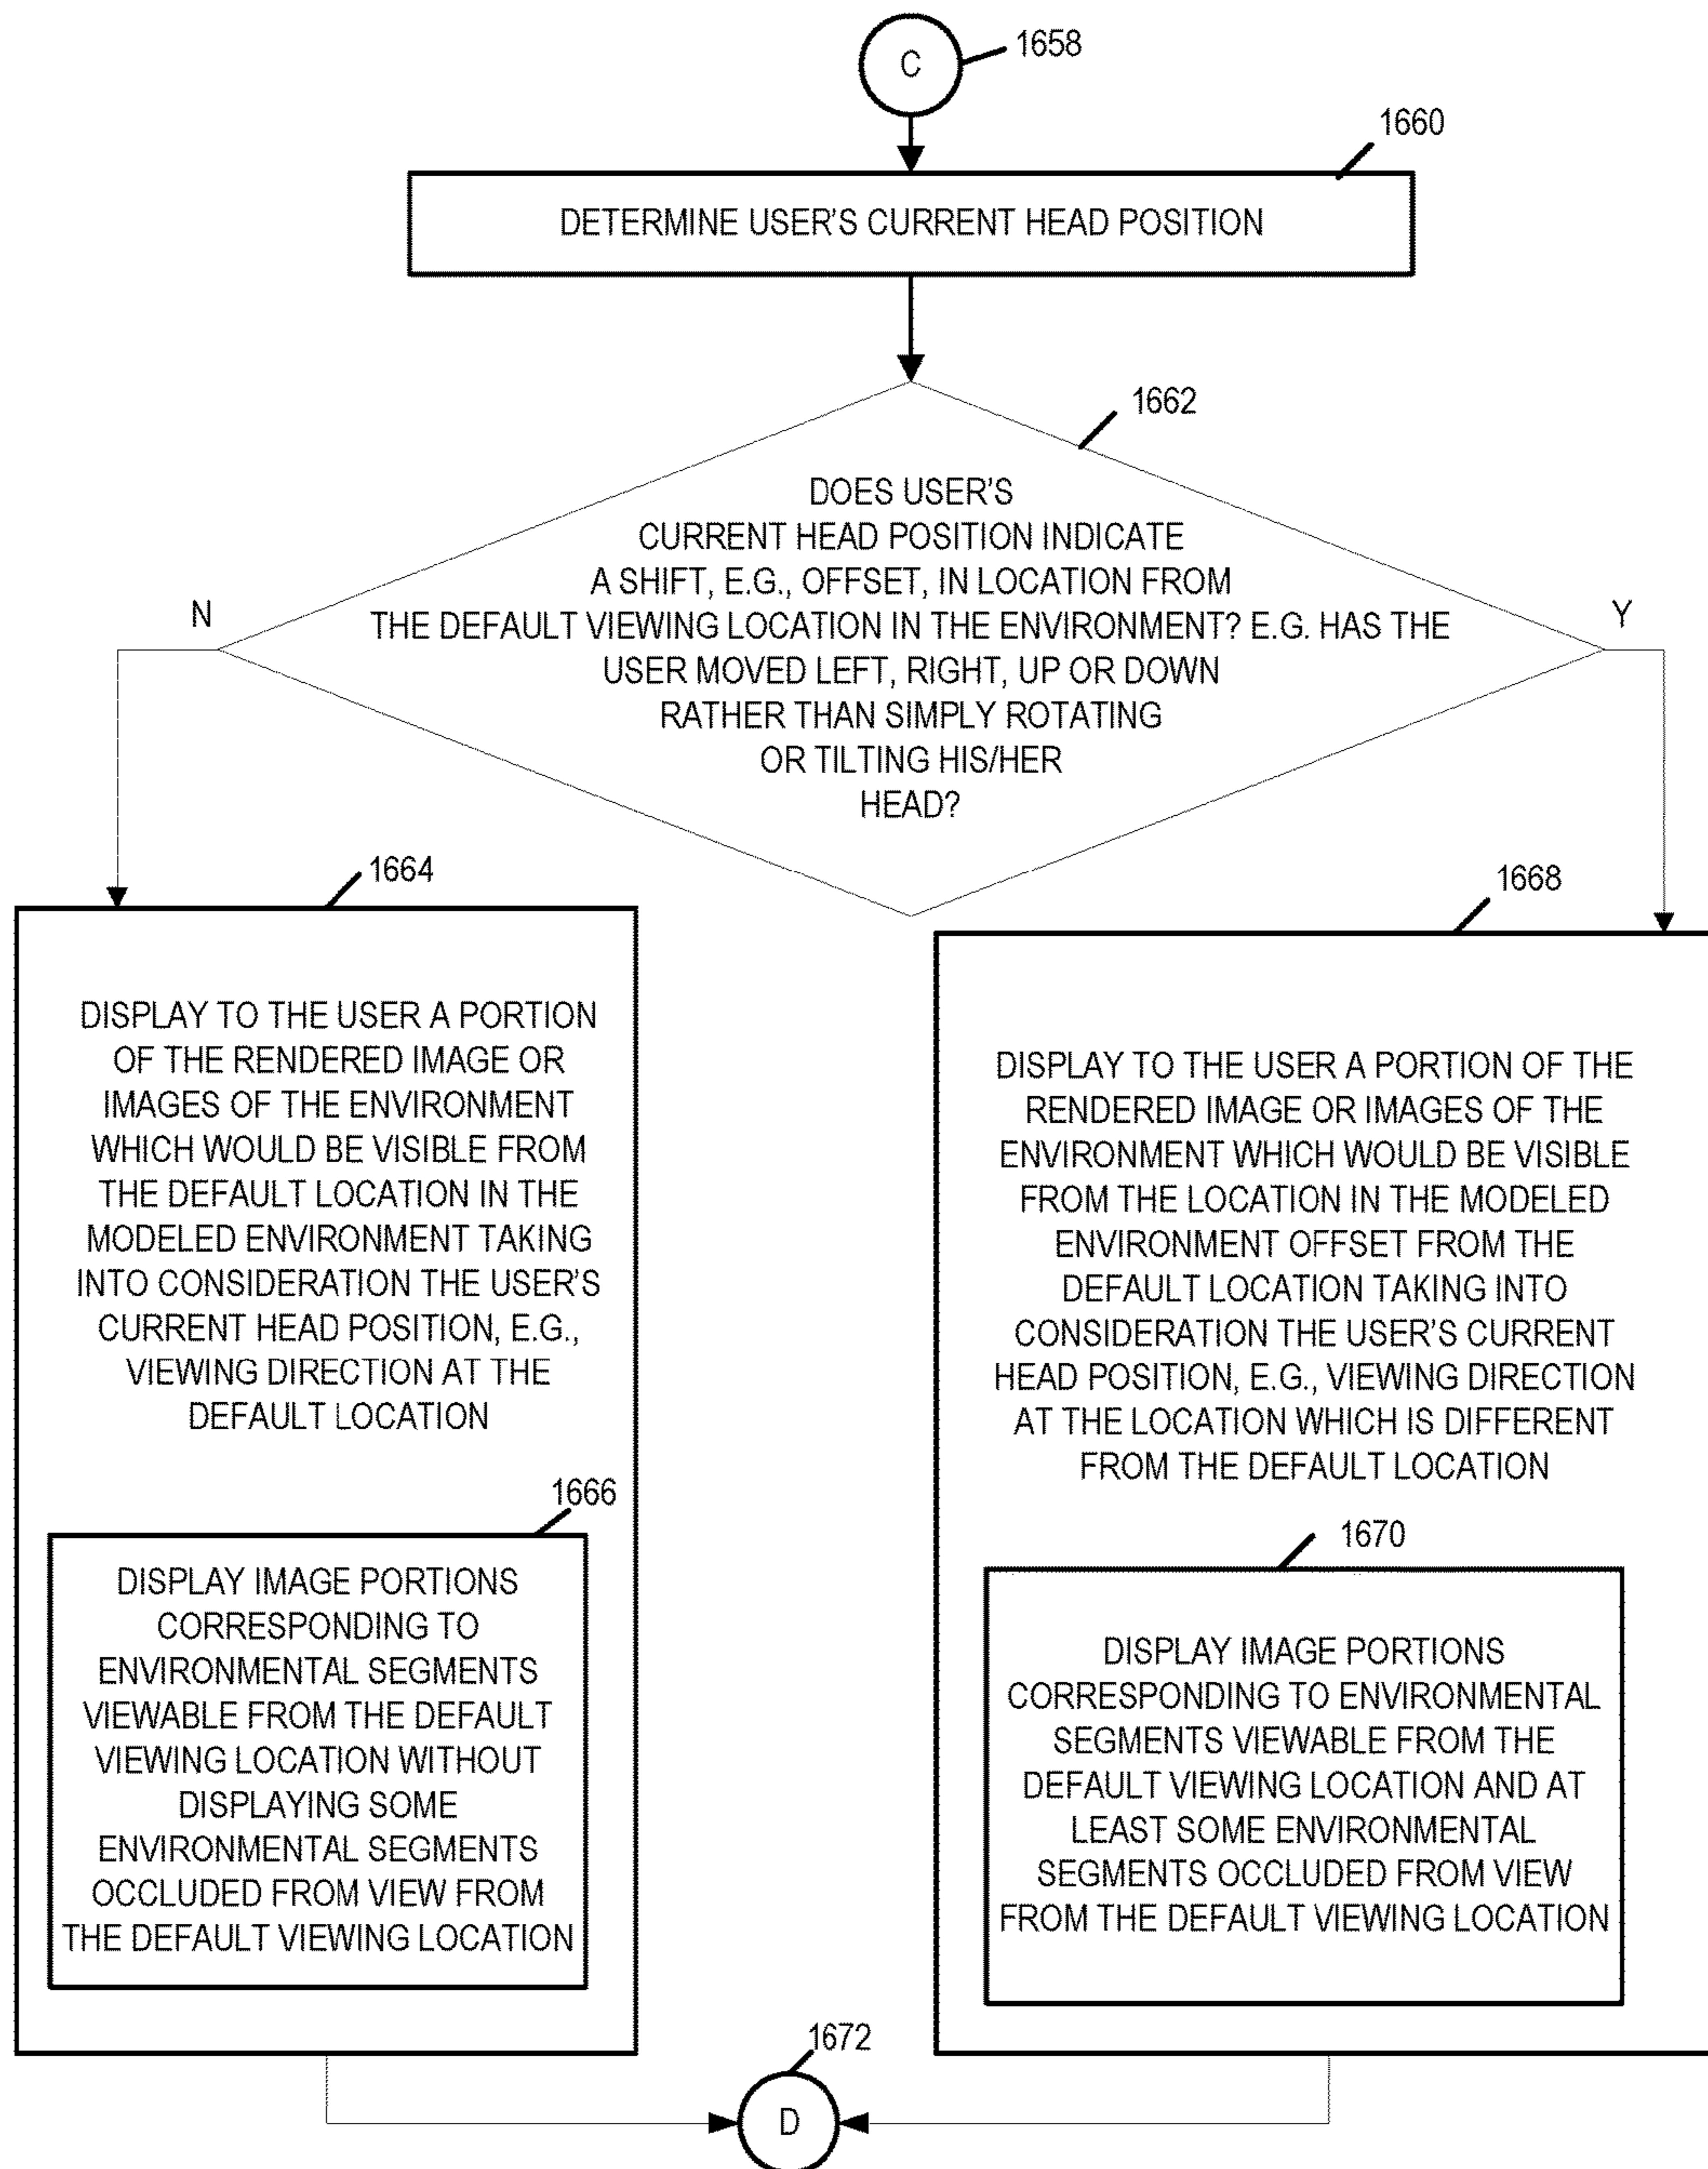 C
1658
1660
DETERMINE USER'S CURRENT HEAD POSITION
1662
DOES USER'S
CURRENT HEAD POSITION INDICATE
A SHIFT, E.G., OFFSET, IN LOCATION FROM
THE DEFAULT VIEWING LOCATION IN THE ENVIRONMENT? E.G. HAS THE
USER MOVED LEFT, RIGHT, UP OR DOWN
RATHER THAN SIMPLY ROTATING
OR TILTING HIS/HER
HEAD?
N
Y
1664
DISPLAY TO THE USER A PORTION
OF THE RENDERED IMAGE OR
IMAGES OF THE ENVIRONMENT
WHICH WOULD BE VISIBLE FROM
THE DEFAULT LOCATION IN THE
MODELED ENVIRONMENT TAKING
INTO CONSIDERATION THE USER'S
CURRENT HEAD POSITION, E.G.,
VIEWING DIRECTION AT THE
DEFAULT LOCATION
1666
DISPLAY IMAGE PORTIONS
CORRESPONDING TO
ENVIRONMENTAL SEGMENTS
VIEWABLE FROM THE DEFAULT
VIEWING LOCATION WITHOUT
DISPLAYING SOME
ENVIRONMENTAL SEGMENTS
OCCLUDED FROM VIEW FROM
THE DEFAULT VIEWING LOCATION
1668
DISPLAY TO THE USER A PORTION OF THE
RENDERED IMAGE OR IMAGES OF THE
ENVIRONMENT WHICH WOULD BE VISIBLE
FROM THE LOCATION IN THE MODELED
ENVIRONMENT OFFSET FROM THE
DEFAULT LOCATION TAKING INTO
CONSIDERATION THE USER'S CURRENT
HEAD POSITION, E.G., VIEWING DIRECTION
AT THE LOCATION WHICH IS DIFFERENT
FROM THE DEFAULT LOCATION
1670
DISPLAY IMAGE PORTIONS
CORRESPONDING TO ENVIRONMENTAL
SEGMENTS VIEWABLE FROM THE
DEFAULT VIEWING LOCATION AND AT
LEAST SOME ENVIRONMENTAL
SEGMENTS OCCLUDED FROM VIEW
FROM THE DEFAULT VIEWING LOCATION
1672
D